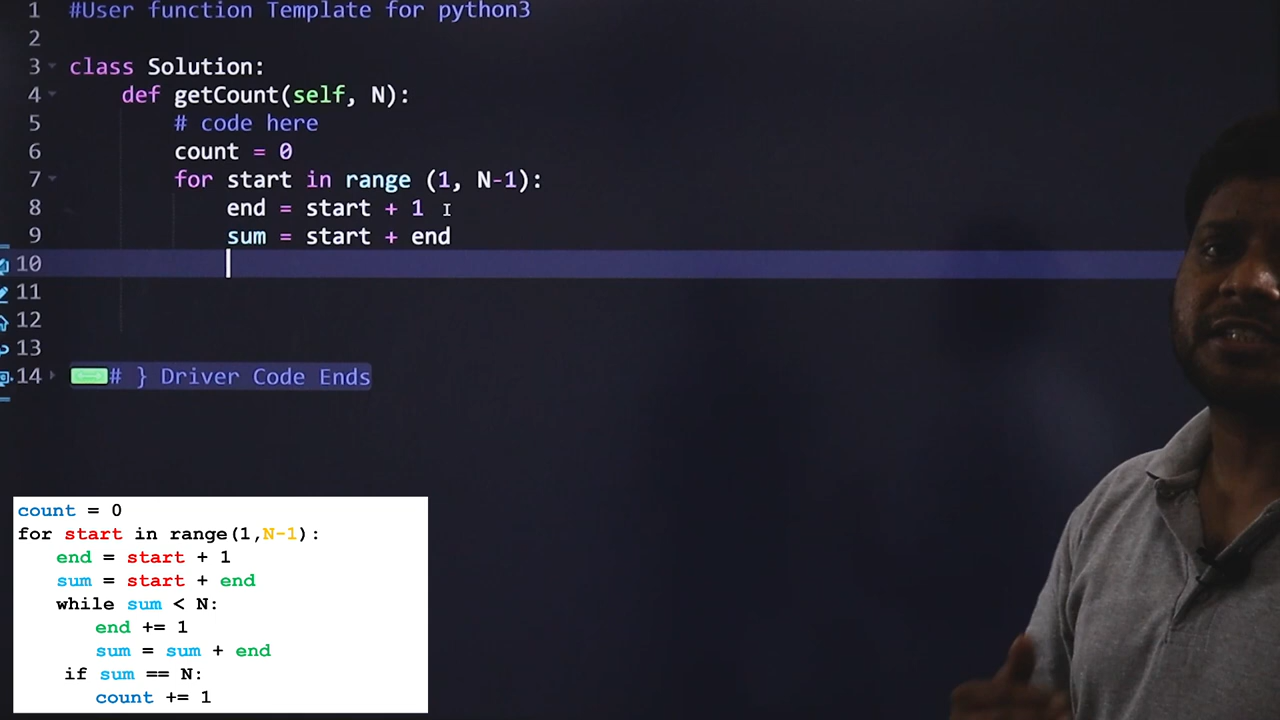 1 #User function Template for python3
2
3 class Solution:
4 def getCount(self, N):
5 # code here
6 count = 0
7 for start in range (1, N-1):
8 end = start + 1
9 sum = start + end
10
11
12
13
14 # } Driver Code Ends
count = 0
for start in range(1,N-1):
end = start + 1
sum = start + end
while sum < N:
end += 1
sum = sum + end
if sum == N:
count += 1